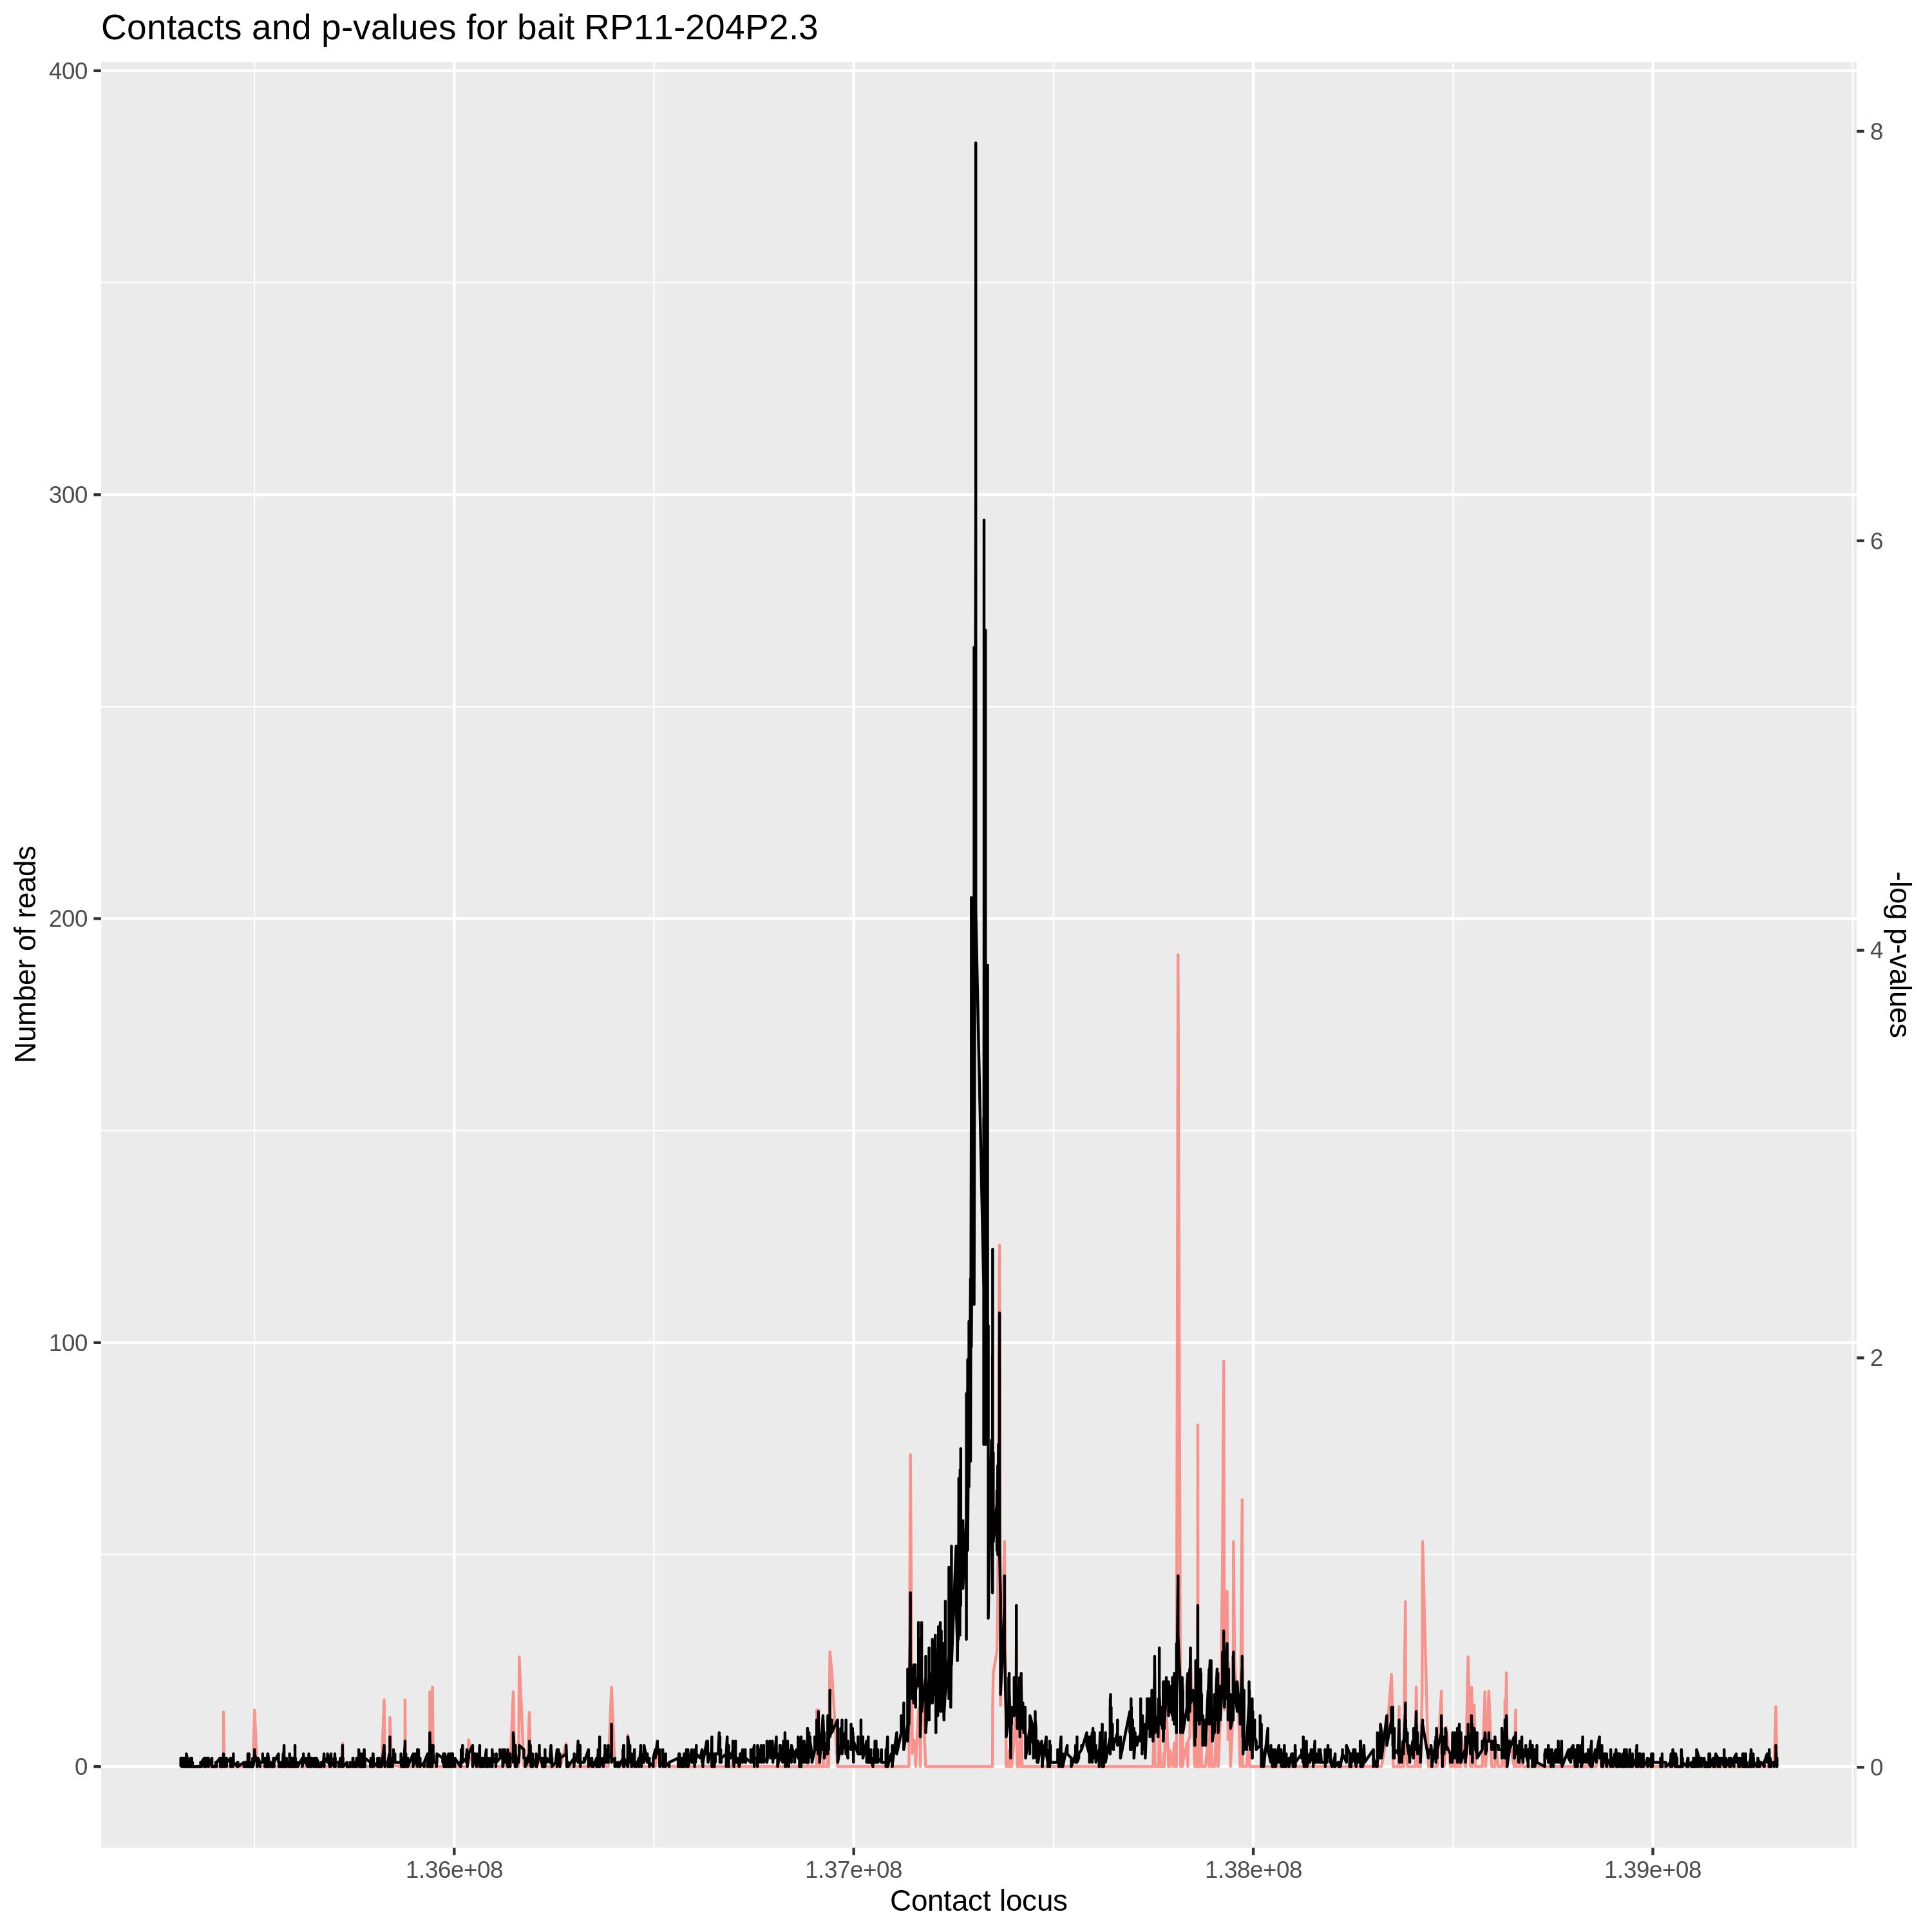 Contacts and p-values for bait RP11-204P2.3
400
300
200
100
0
8
6
4
2
0
Number of reads
-log p-values
1.36e+08 1.37e+08 1.38e+08 1.39e+08
Contact locus